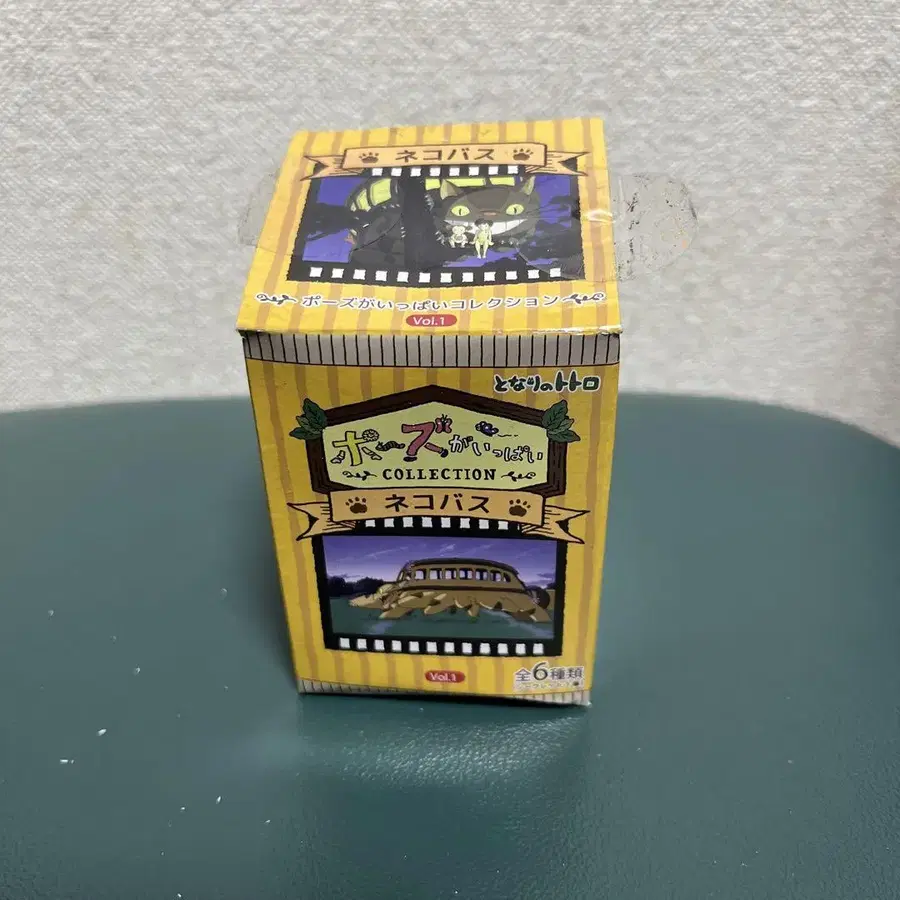 ネコバス
ポーズがいっぱいコレクション
Vol.1
となりのトトロ
ポーズがいっぱい
COLLECTION
ネコバス
Vol.1
全6種類